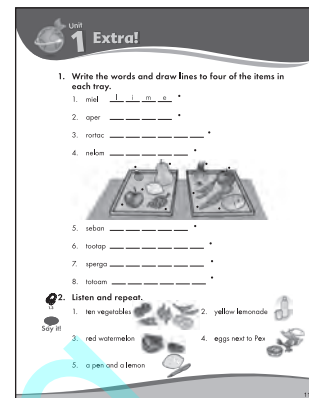 Unit
1 Extra!
1. Write the words and draw lines to four of the items in
each tray.
1. miel l i m e
2. aper
3. rortac
4. nelom
5. seban
6. tootap
7. sperga
8. totoam
2. Listen and repeat.
Say it!
1. ten vegetables
2. yellow lemonade
3. red watermelon
4. eggs next to Pex
5. a pen and a lemon